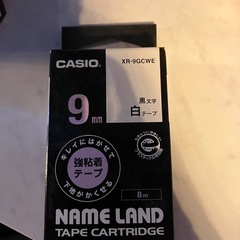 CASIO
XR-9GCWE
9mm
黒文字
白テープ
キレイにはがせて
下地がかくせる
強粘着
テープ
8m
NAME LAND
TAPE CARTRIDGE